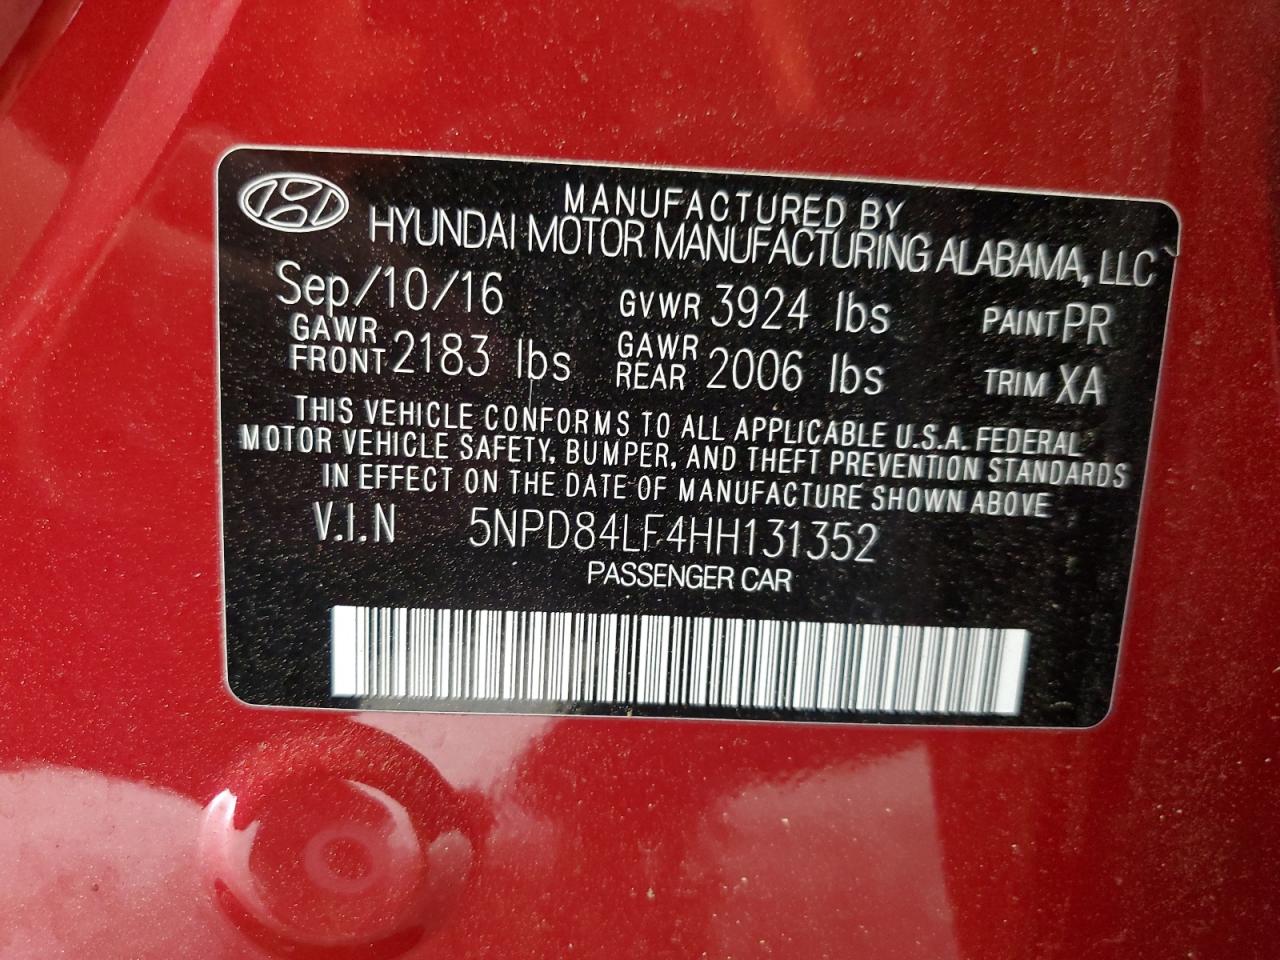 MANUFACTURED BY
HYUNDAI MOTOR MANUFACTURING ALABAMA, LLC
Sep/10/16 GVWR 3924 lbs PAINT PR
GAWR FRONT 2183 lbs GAWR REAR 2006 lbs TRIM XA
THIS VEHICLE CONFORMS TO ALL APPLICABLE U.S.A. FEDERAL
MOTOR VEHICLE SAFETY, BUMPER, AND THEFT PREVENTION STANDARDS
IN EFFECT ON THE DATE OF MANUFACTURE SHOWN ABOVE
V.I.N 5NPD84LF4HH131352
PASSENGER CAR